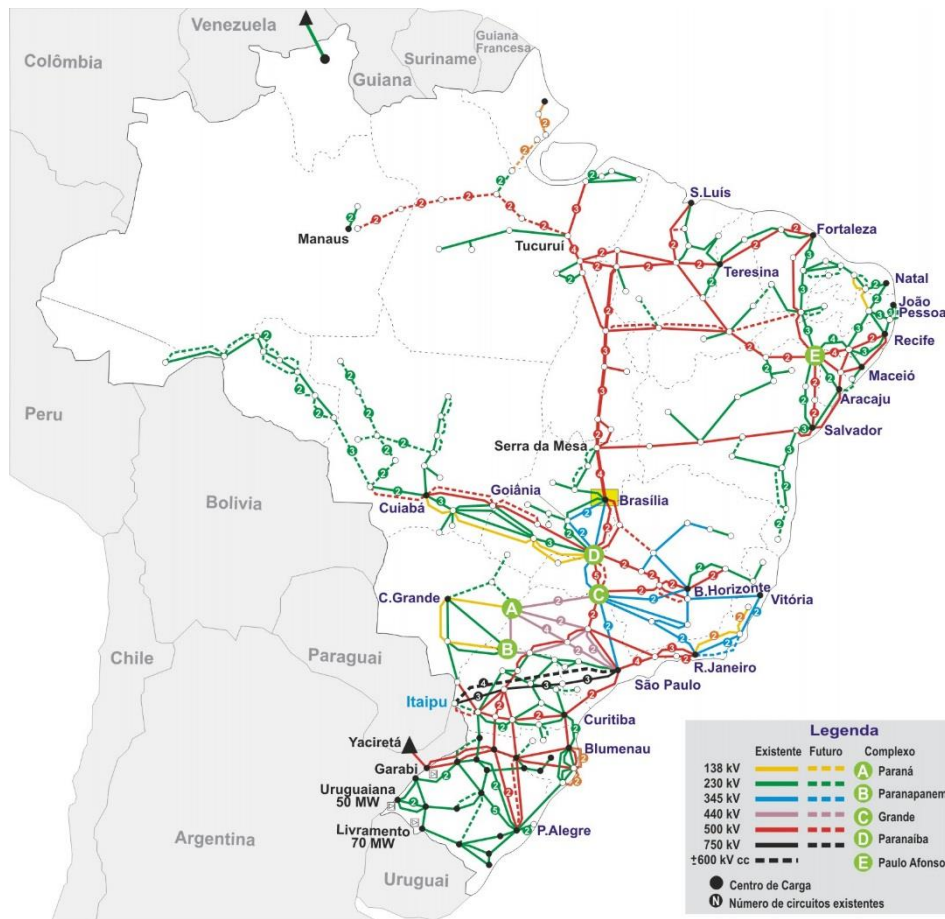 Venezuela
Guiana
Francesa
Suriname
Colômbia
Guiana
S.Luís
Manaus
Tucuruí
Fortaleza
Teresina
Natal
João
Pessoa
Recife
E
Maceió
Peru
Aracaju
Salvador
Serra da Mesa
Bolivia
Goiânia
Brasília
Cuiabá
D
C.Grande
A
C
B.Horizonte
Vitória
B
Chile
Paraguai
R.Janeiro
São Paulo
Itaipu
Curitiba
Yaciretá
Blumenau
Garabi
Uruguaiana
50 MW
Argentina
Livramento
70 MW
P.Alegre
Uruguai
Legenda
Existente Futuro Complexo
138 kV A Paraná
230 kV B Paranapanem
345 kV C Grande
440 kV D Paranaíba
500 kV
750 kV E Paulo Afonso
±600 kV cc
Centro de Carga
N Número de circuitos existentes